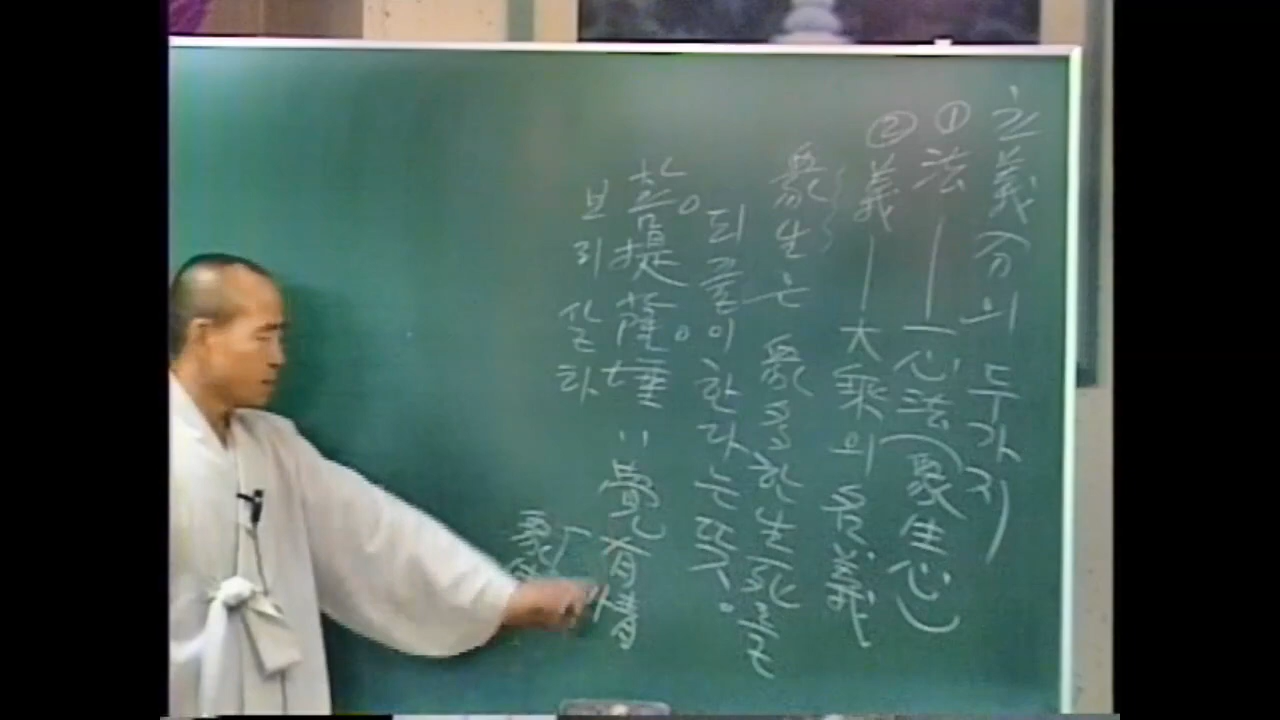 立義分의 두가지
① 法 — 一心法(衆生心)
② 義 — 大乘의 名義
衆生은 衆多한 生死를
되풀이한다는 뜻.
菩提薩埵 :: 覺有情
보리살타
衆